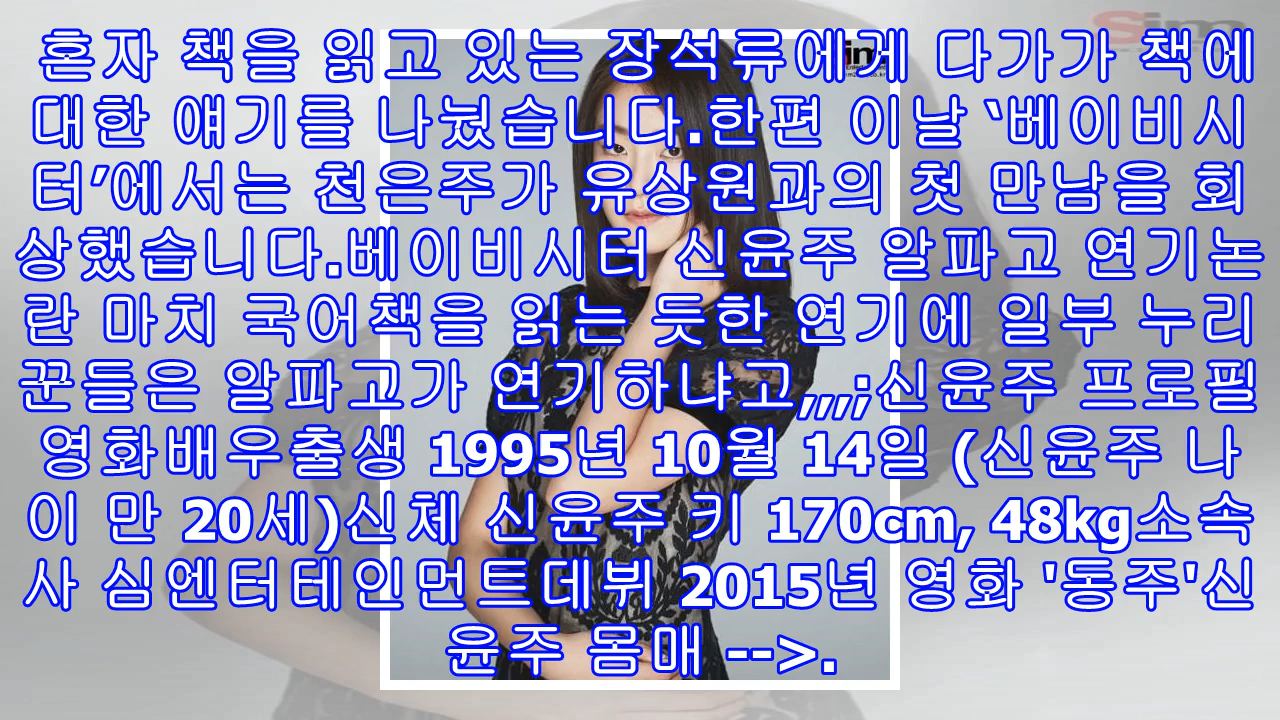 Sim
혼자 책을 읽고 있는 장석류에게 다가가 책에
대한 얘기를 나눴습니다.한편 이날 ‘베이비시
터’에서는 천은주가 유상원과의 첫 만남을 회
상했습니다.베이비시터 신윤주 알파고 연기논
란 마치 국어책을 읽는 듯한 연기에 일부 누리
꾼들은 알파고가 연기하냐고,,,,;신윤주 프로필
영화배우출생 1995년 10월 14일 (신윤주 나
이 만 20세)신체 신윤주 키 170cm, 48kg소속
사 심엔터테인먼트데뷔 2015년 영화 '동주'신
윤주 몸매 -->.